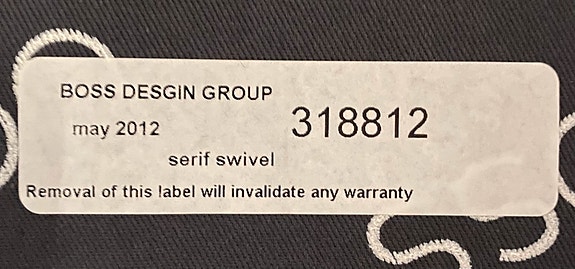 BOSS DESGIN GROUP
may 2012
318812
serif swivel
Removal of this label will invalidate any warranty